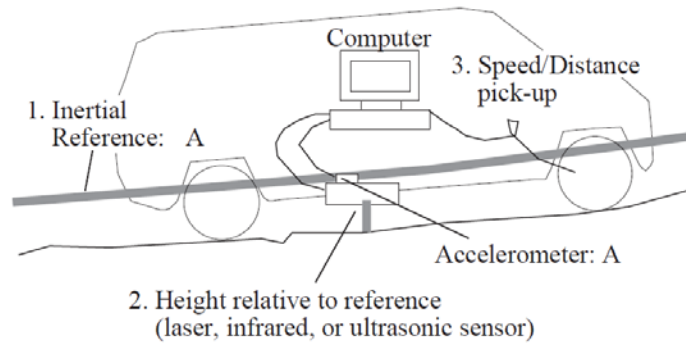 Computer
3. Speed/Distance
pick-up
1. Inertial
Reference: A
Accelerometer: A
2. Height relative to reference
(laser, infrared, or ultrasonic sensor)